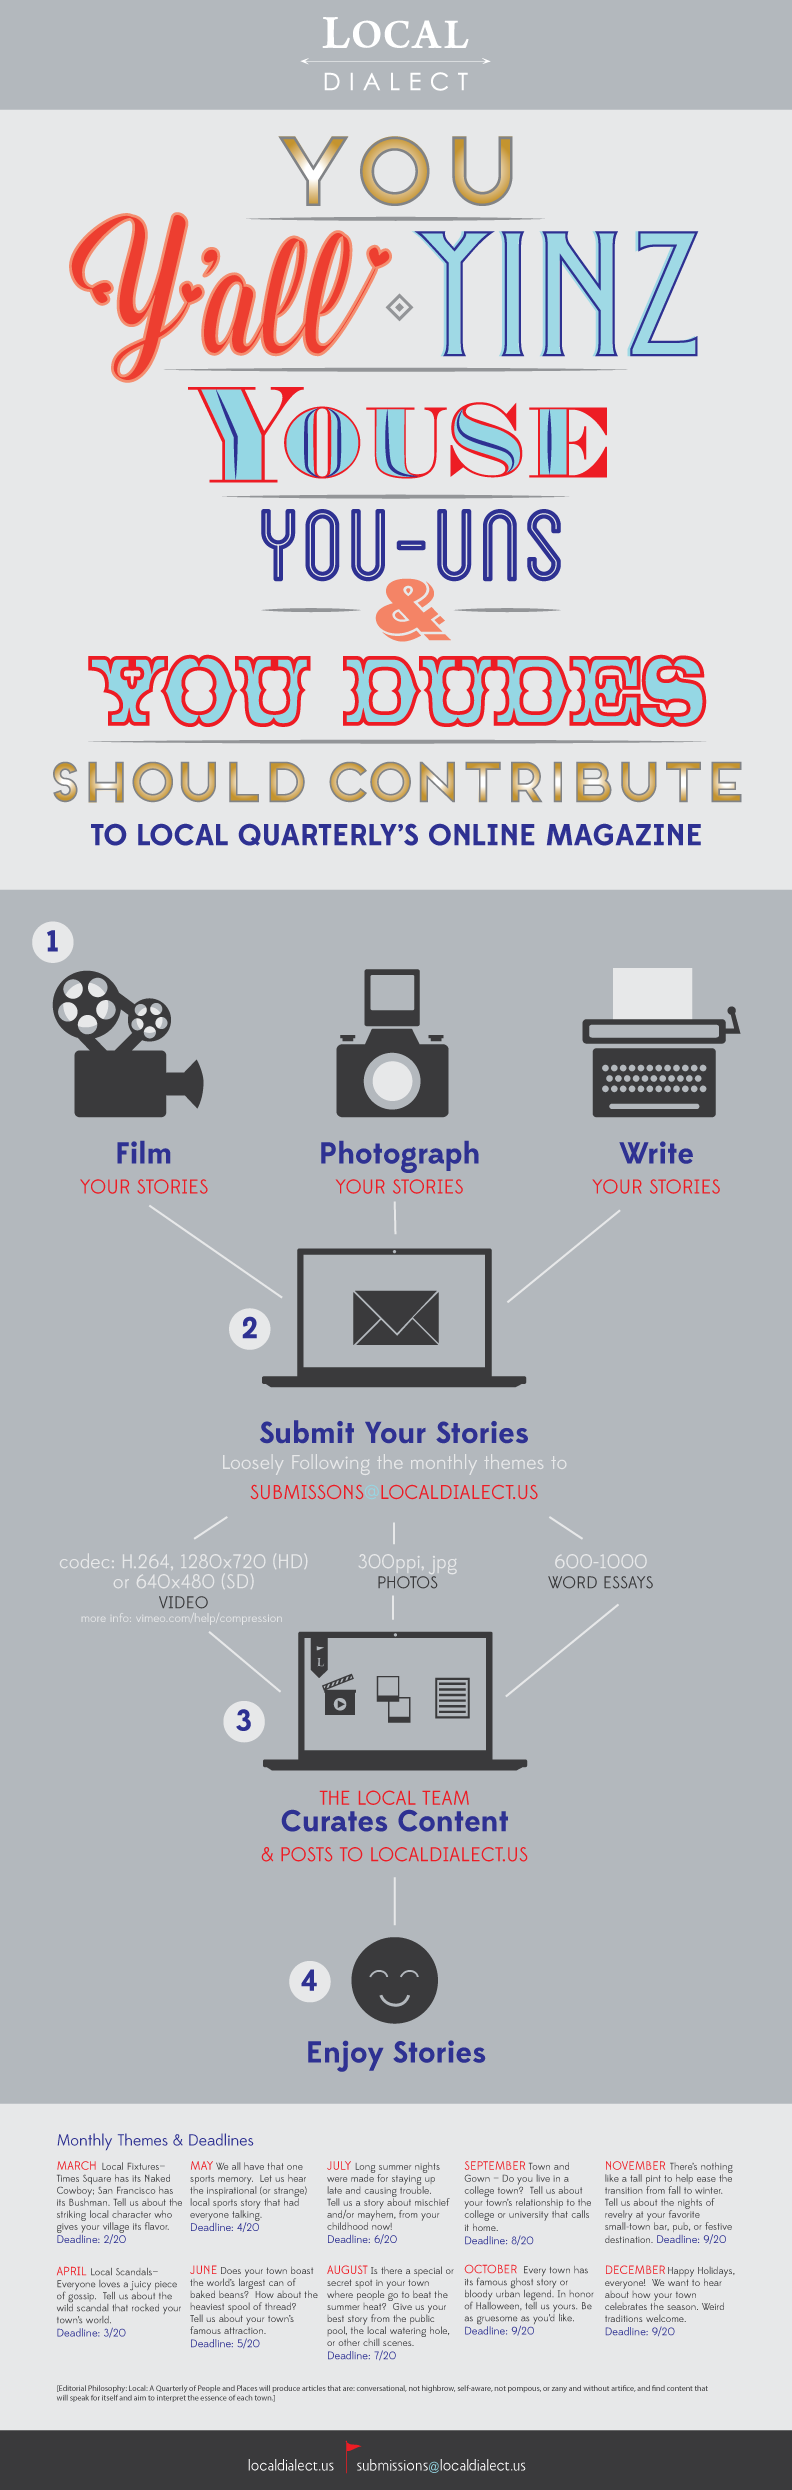 LOCAL
DIALECT
YOU
Y'all YINZ
YOUSE
YOU-UNS
&
YOU DUDES
SHOULD CONTRIBUTE
TO LOCAL QUARTERLY'S ONLINE MAGAZINE
1
Film
YOUR STORIES
Photograph
YOUR STORIES
Write
YOUR STORIES
2
Submit Your Stories
Loosely Following the monthly themes to
SUBMISSONS@LOCALDIALECT.US
codec: H.264, 1280x720 (HD)
or 640x480 (SD)
VIDEO
more info: vimeo.com/help/compression
300ppi, jpg
PHOTOS
600-1000
WORD ESSAYS
L
3
THE LOCAL TEAM
Curates Content
& POSTS TO LOCALDIALECT.US
4
Enjoy Stories
Monthly Themes & Deadlines
MARCH Local Fixtures–
Times Square has its Naked
Cowboy; San Francisco has
its Bushman. Tell us about the
striking local character who
gives your village its flavor.
Deadline: 2/20
APRIL Local Scandals–
Everyone loves a juicy piece
of gossip. Tell us about the
wild scandal that rocked your
town's world.
Deadline: 3/20
MAY We all have that one
sports memory. Let us hear
the inspirational (or strange)
local sports story that had
everyone talking.
Deadline: 4/20
JUNE Does your town boast
the world's largest can of
baked beans? How about the
heaviest spool of thread?
Tell us about your town's
famous attraction.
Deadline: 5/20
JULY Long summer nights
were made for staying up
late and causing trouble.
Tell us a story about mischief
and/or mayhem, from your
childhood now!
Deadline: 6/20
AUGUST Is there a special or
secret spot in your town
where people go to beat the
summer heat? Give us your
best story from the public
pool, the local watering hole,
or other chill scenes.
Deadline: 7/20
SEPTEMBER Town and
Gown – Do you live in a
college town? Tell us about
your town's relationship to the
college or university that calls
it home.
Deadline: 8/20
OCTOBER Every town has
its famous ghost story or
bloody urban legend. In honor
of Halloween, tell us yours. Be
as gruesome as you'd like.
Deadline: 9/20
NOVEMBER There's nothing
like a tall pint to help ease the
transition from fall to winter.
Tell us about the nights of
revelry at your favorite
small-town bar, pub, or festive
destination. Deadline: 9/20
DECEMBER Happy Holidays,
everyone! We want to hear
about how your town
celebrates the season. Weird
traditions welcome.
Deadline: 9/20
[Editorial Philosophy: Local: A Quarterly of People and Places will produce articles that are: conversational, not highbrow, self-aware, not pompous, or zany and without artifice, and find content that
will speak for itself and aim to interpret the essence of each town.]
localdialect.us submissions@localdialect.us